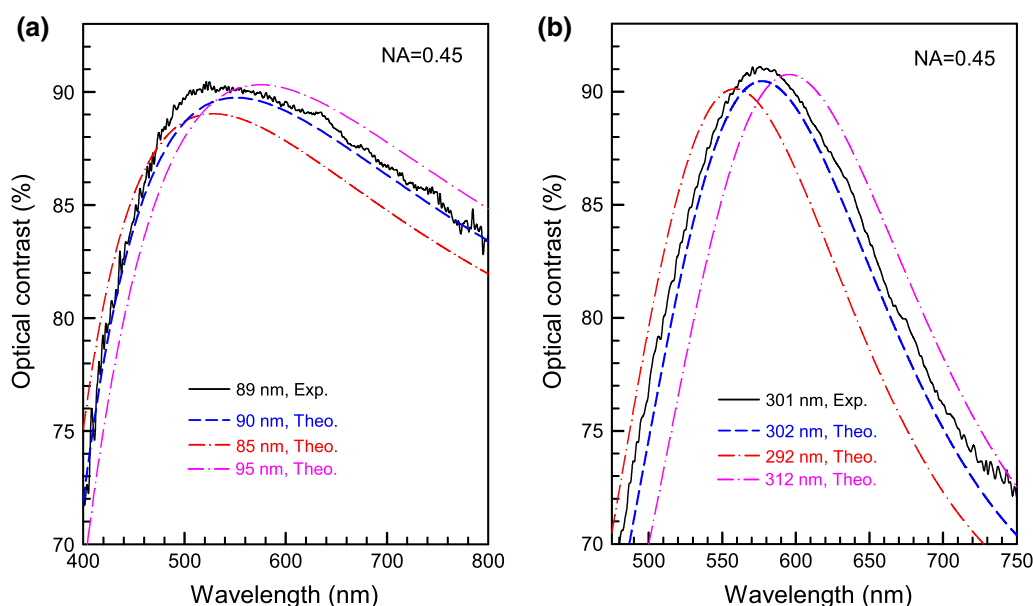 (a)
NA=0.45
Optical contrast (%)
90
85
80
75
70
89 nm, Exp.
90 nm, Theo.
85 nm, Theo.
95 nm, Theo.
400 500 600 700 800
Wavelength (nm)
(b)
NA=0.45
Optical contrast (%)
90
85
80
75
70
301 nm, Exp.
302 nm, Theo.
292 nm, Theo.
312 nm, Theo.
500 550 600 650 700 750
Wavelength (nm)